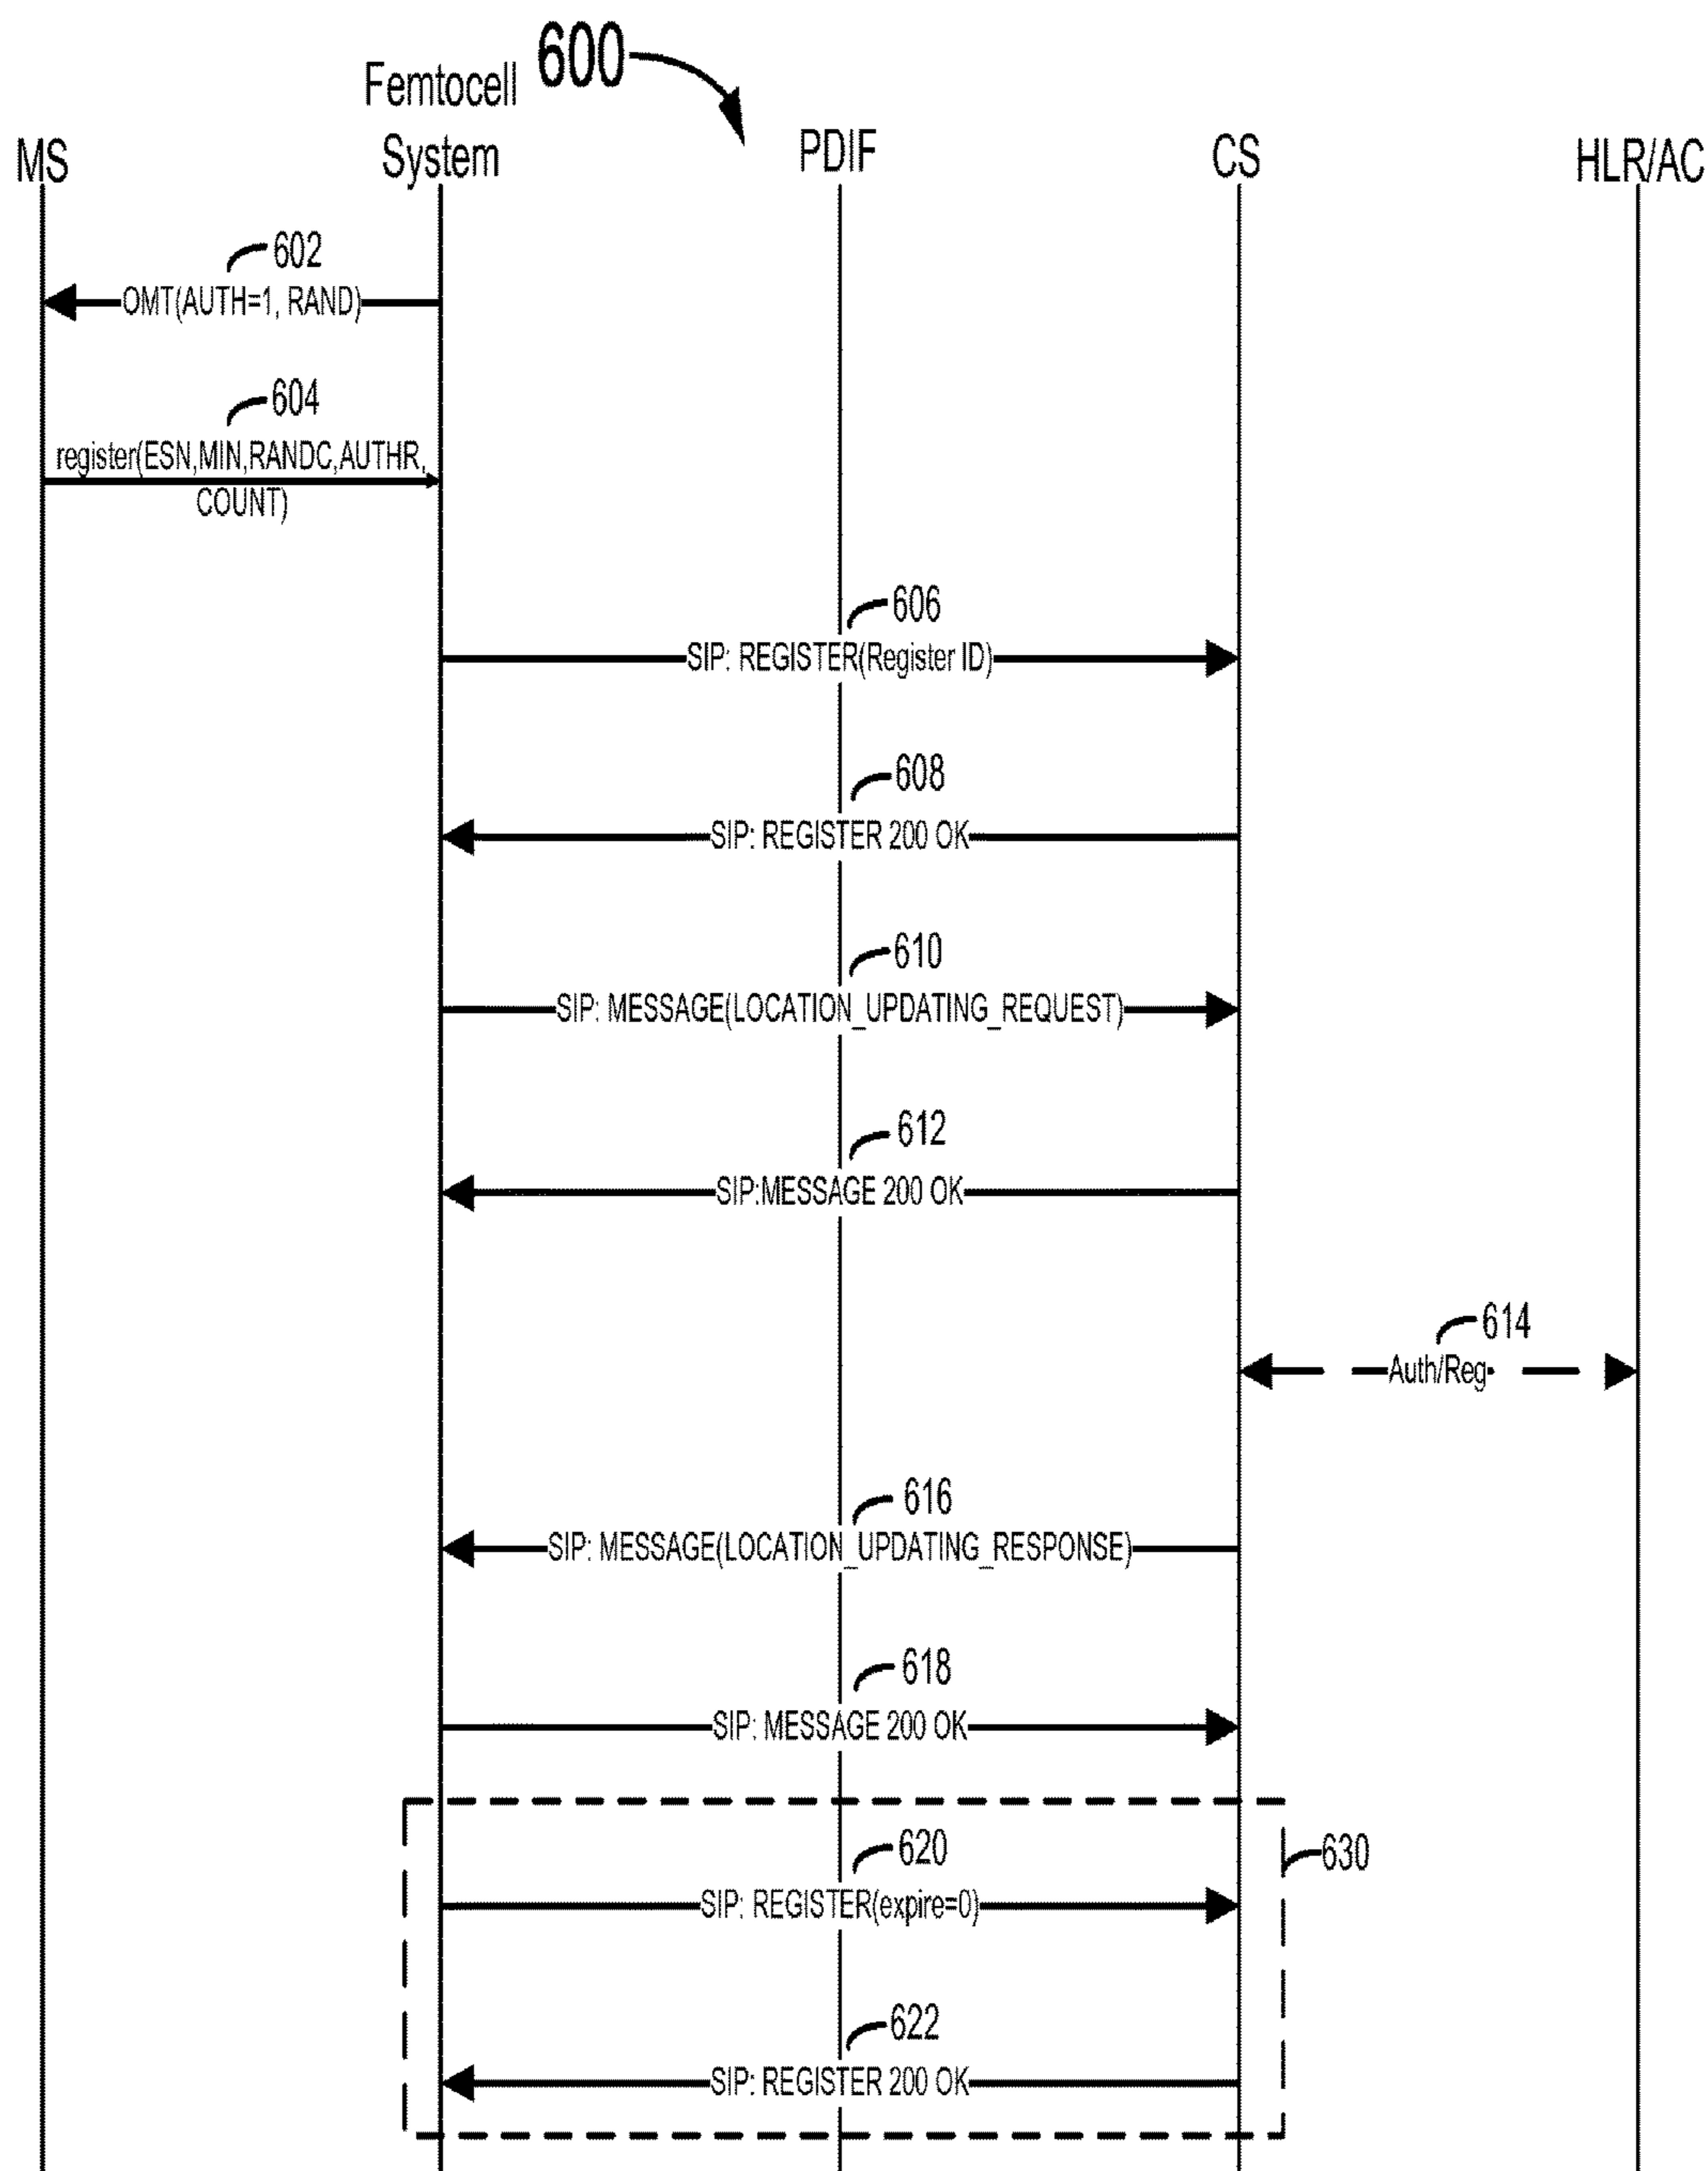 600
Femtocell
System
MS
PDIF
CS
HLR/AC
602
OMT(AUTH=1, RAND)
604
register(ESN,MIN,RANDC,AUTHR,
COUNT)
606
SIP: REGISTER(Register ID)
608
SIP: REGISTER 200 OK
610
SIP: MESSAGE(LOCATION_UPDATING_REQUEST)
612
SIP:MESSAGE 200 OK
614
Auth/Reg
616
SIP: MESSAGE(LOCATION_UPDATING_RESPONSE)
618
SIP: MESSAGE 200 OK
620
630
SIP: REGISTER(expire=0)
622
SIP: REGISTER 200 OK